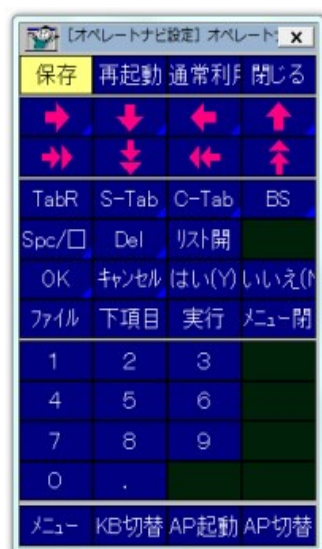 [オペレートナビ設定] オペレート: x
保存 再起動 通常利用 閉じる
TabR S-Tab C-Tab BS
Spc/□ Del リスト開
OK キャンセル はい(Y) いいえ(N
ファイル 下項目 実行 メニュー閉
1 2 3
4 5 6
7 8 9
0 .
メニュー KB切替 AP起動 AP切替